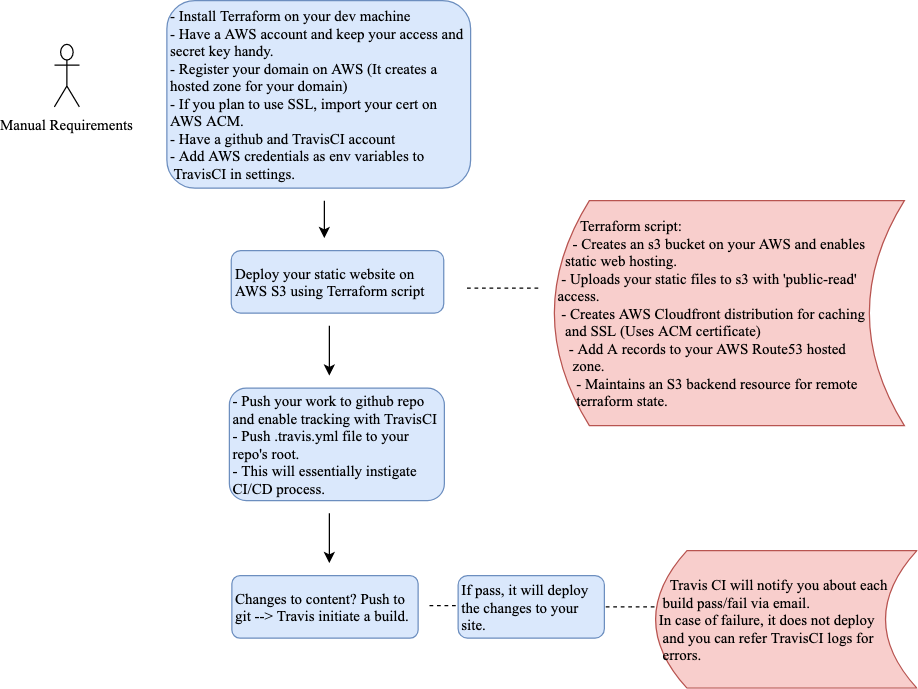 - Install Terraform on your dev machine
- Have a AWS account and keep your access and
secret key handy.
- Register your domain on AWS (It creates a
hosted zone for your domain)
- If you plan to use SSL, import your cert on
AWS ACM.
- Have a github and TravisCI account
- Add AWS credentials as env variables to
TravisCI in settings.
Manual Requirements
Deploy your static website on
AWS S3 using Terraform script
Terraform script:
- Creates an s3 bucket on your AWS and enables
static web hosting.
- Uploads your static files to s3 with 'public-read'
access.
- Creates AWS Cloudfront distribution for caching
and SSL (Uses ACM certificate)
- Add A records to your AWS Route53 hosted
zone.
- Maintains an S3 backend resource for remote
terraform state.
- Push your work to github repo
and enable tracking with TravisCI
- Push .travis.yml file to your
repo's root.
- This will essentially instigate
CI/CD process.
Changes to content? Push to
git --> Travis initiate a build.
If pass, it will deploy
the changes to your
site.
Travis CI will notify you about each
build pass/fail via email.
In case of failure, it does not deploy
and you can refer TravisCI logs for
errors.